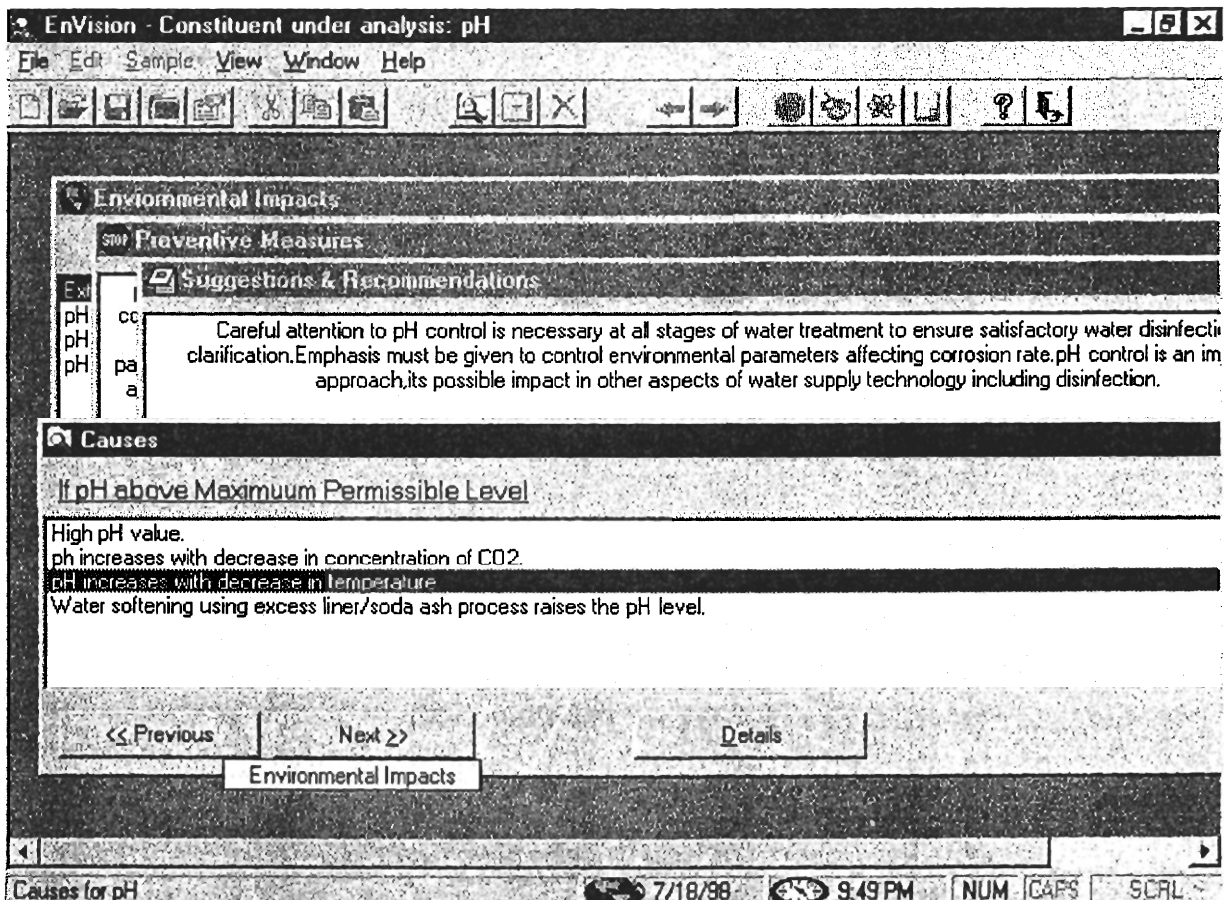 EnVision - Constituent under analysis: pH
File Edit Sample View Window Help
Enviornmental Impacts
STOP Preventive Measures
Suggestions & Recommendations
Ext
pH
pH
pH
cc
pa
a
Careful attention to pH control is necessary at all stages of water treatment to ensure satisfactory water disinfecti
clarification.Emphasis must be given to control environmental parameters affecting corrosion rate.pH control is an im
approach,its possible impact in other aspects of water supply technology including disinfection.
Causes
If pH above Maximuum Permissible Level
High pH value.
ph increases with decrease in concentration of CO2.
pH increases with decrease in temperature
Water softening using excess liner/soda ash process raises the pH level.
<< Previous Next >> Details
Environmental Impacts
Causes for pH 7/18/98 9:49 PM NUM CAPS SCRL